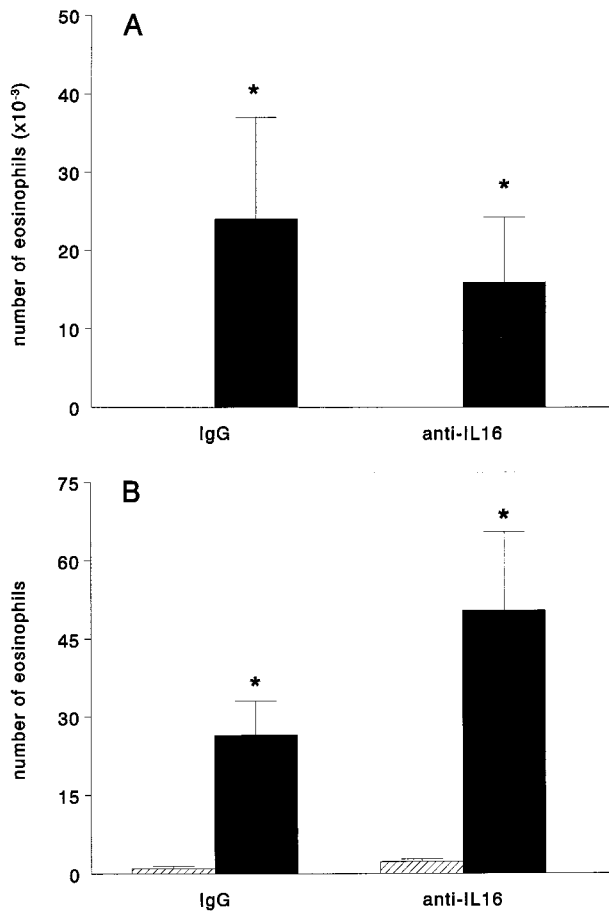 A
50
40
30
20
10
0
number of eosinophils (x10⁻³)
*
*
IgG
anti-IL16
B
75
60
45
30
15
0
number of eosinophils
*
*
IgG
anti-IL16